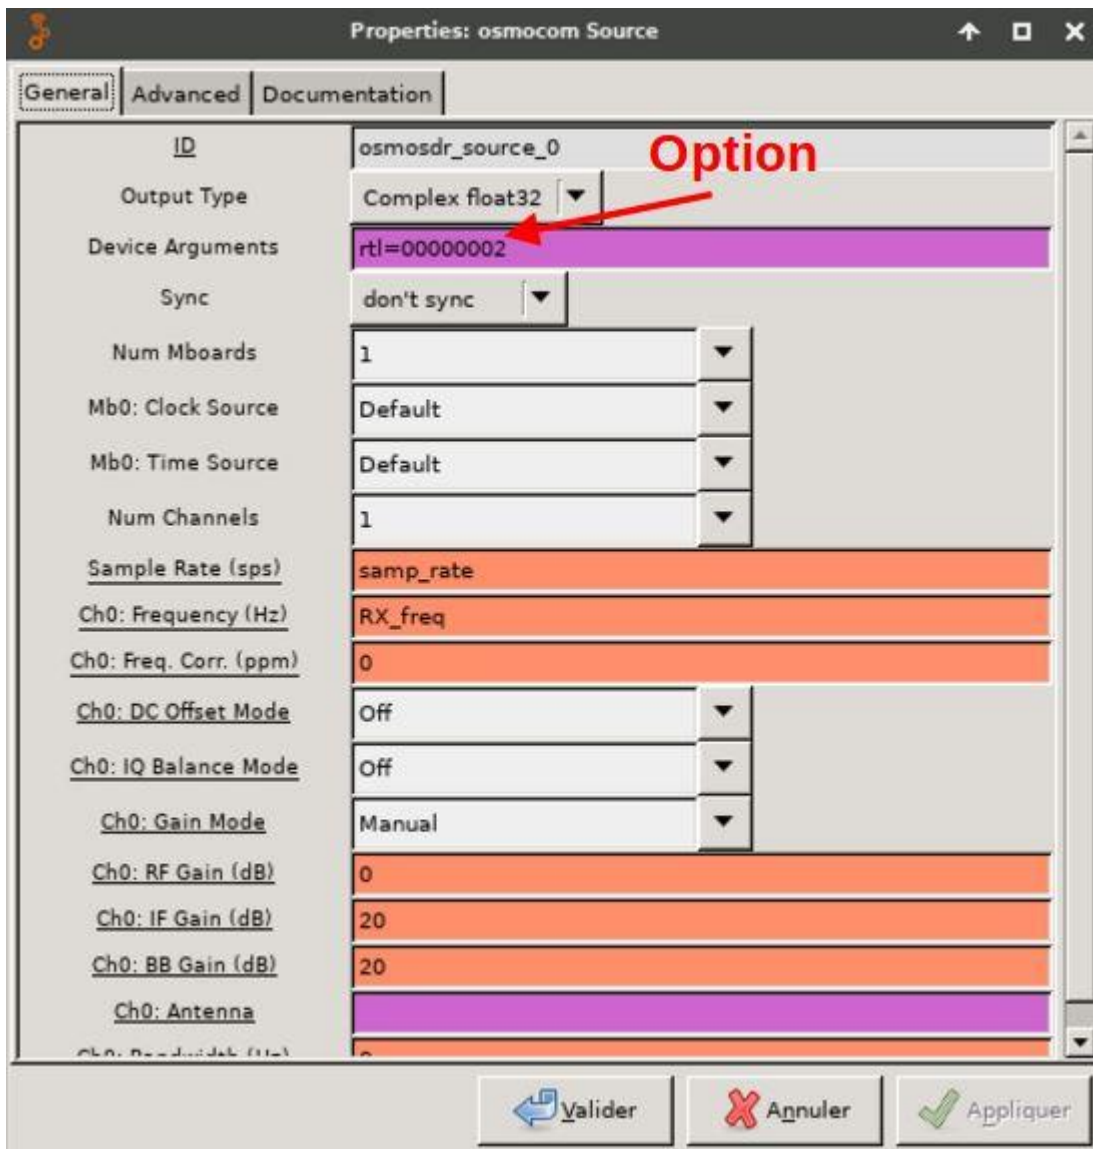 Properties: osmocom Source
General Advanced Documentation
ID osmosdr_source_0
Option
Output Type Complex float32
Device Arguments rtl=00000002
Sync don't sync
Num Mboards 1
Mb0: Clock Source Default
Mb0: Time Source Default
Num Channels 1
Sample Rate (sps) samp_rate
Ch0: Frequency (Hz) RX_freq
Ch0: Freq. Corr. (ppm) 0
Ch0: DC Offset Mode Off
Ch0: IQ Balance Mode Off
Ch0: Gain Mode Manual
Ch0: RF Gain (dB) 0
Ch0: IF Gain (dB) 20
Ch0: BB Gain (dB) 20
Ch0: Antenna
Ch0: Bandwidth (Hz) 0
Valider Annuler Appliquer